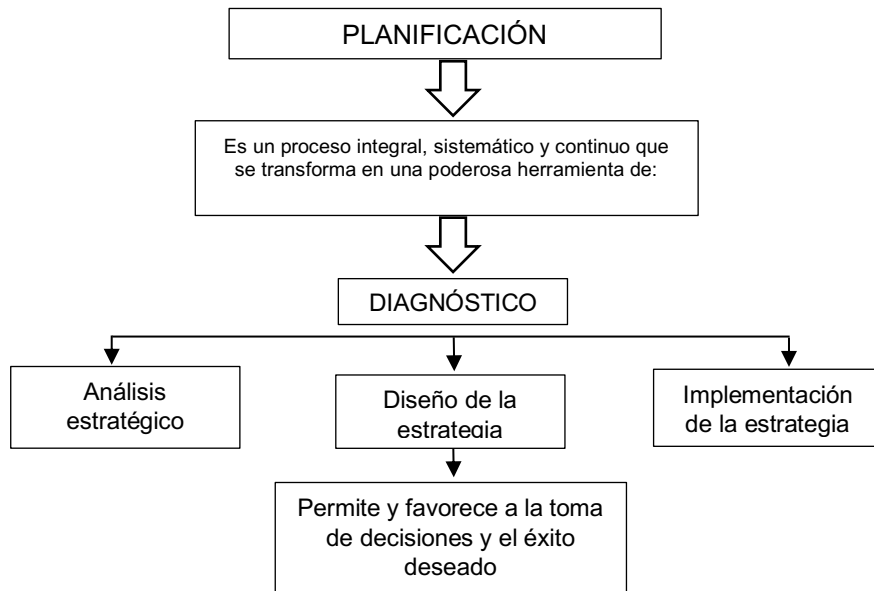 PLANIFICACIÓN
Es un proceso integral, sistemático y continuo que
se transforma en una poderosa herramienta de:
DIAGNÓSTICO
Análisis
estratégico
Diseño de la
estrategia
Implementación
de la estrategia
Permite y favorece a la toma
de decisiones y el éxito
deseado